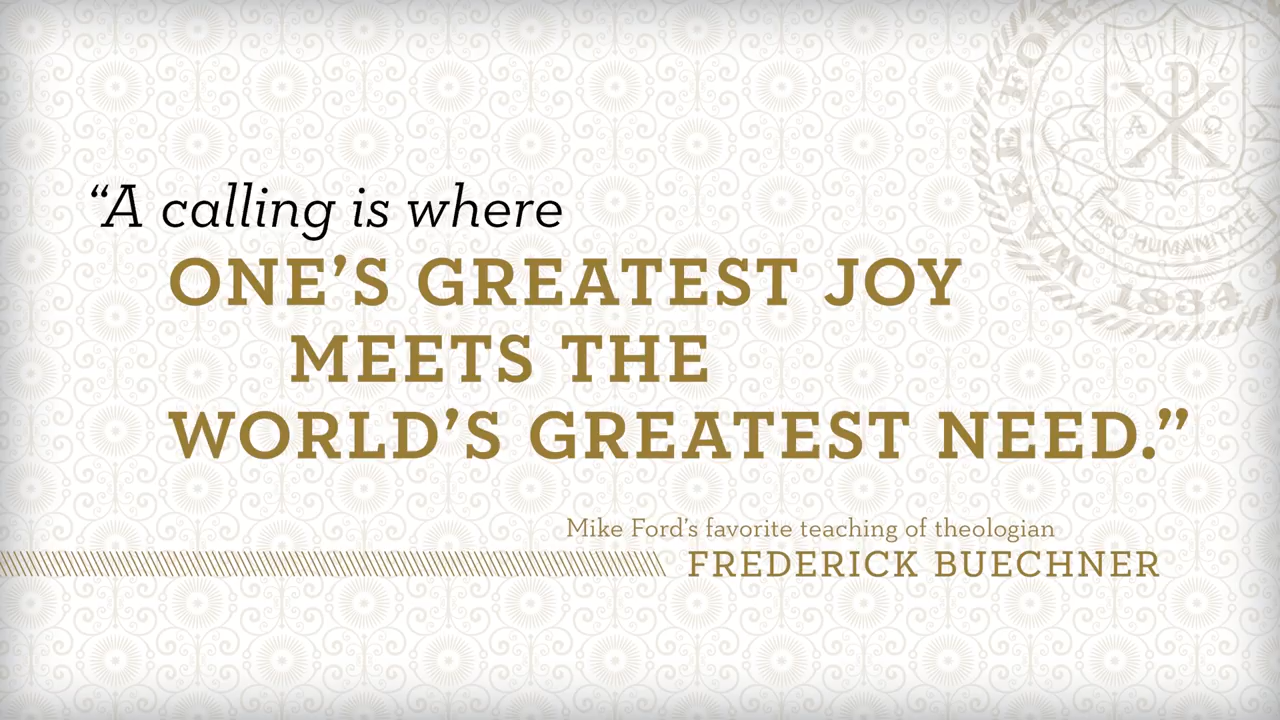 “A calling is where
ONE’S GREATEST JOY
MEETS THE
WORLD’S GREATEST NEED.”
Mike Ford’s favorite teaching of theologian
FREDERICK BUECHNER
WAKE FOR
Α Ω
PRO HUMANITAT
1834